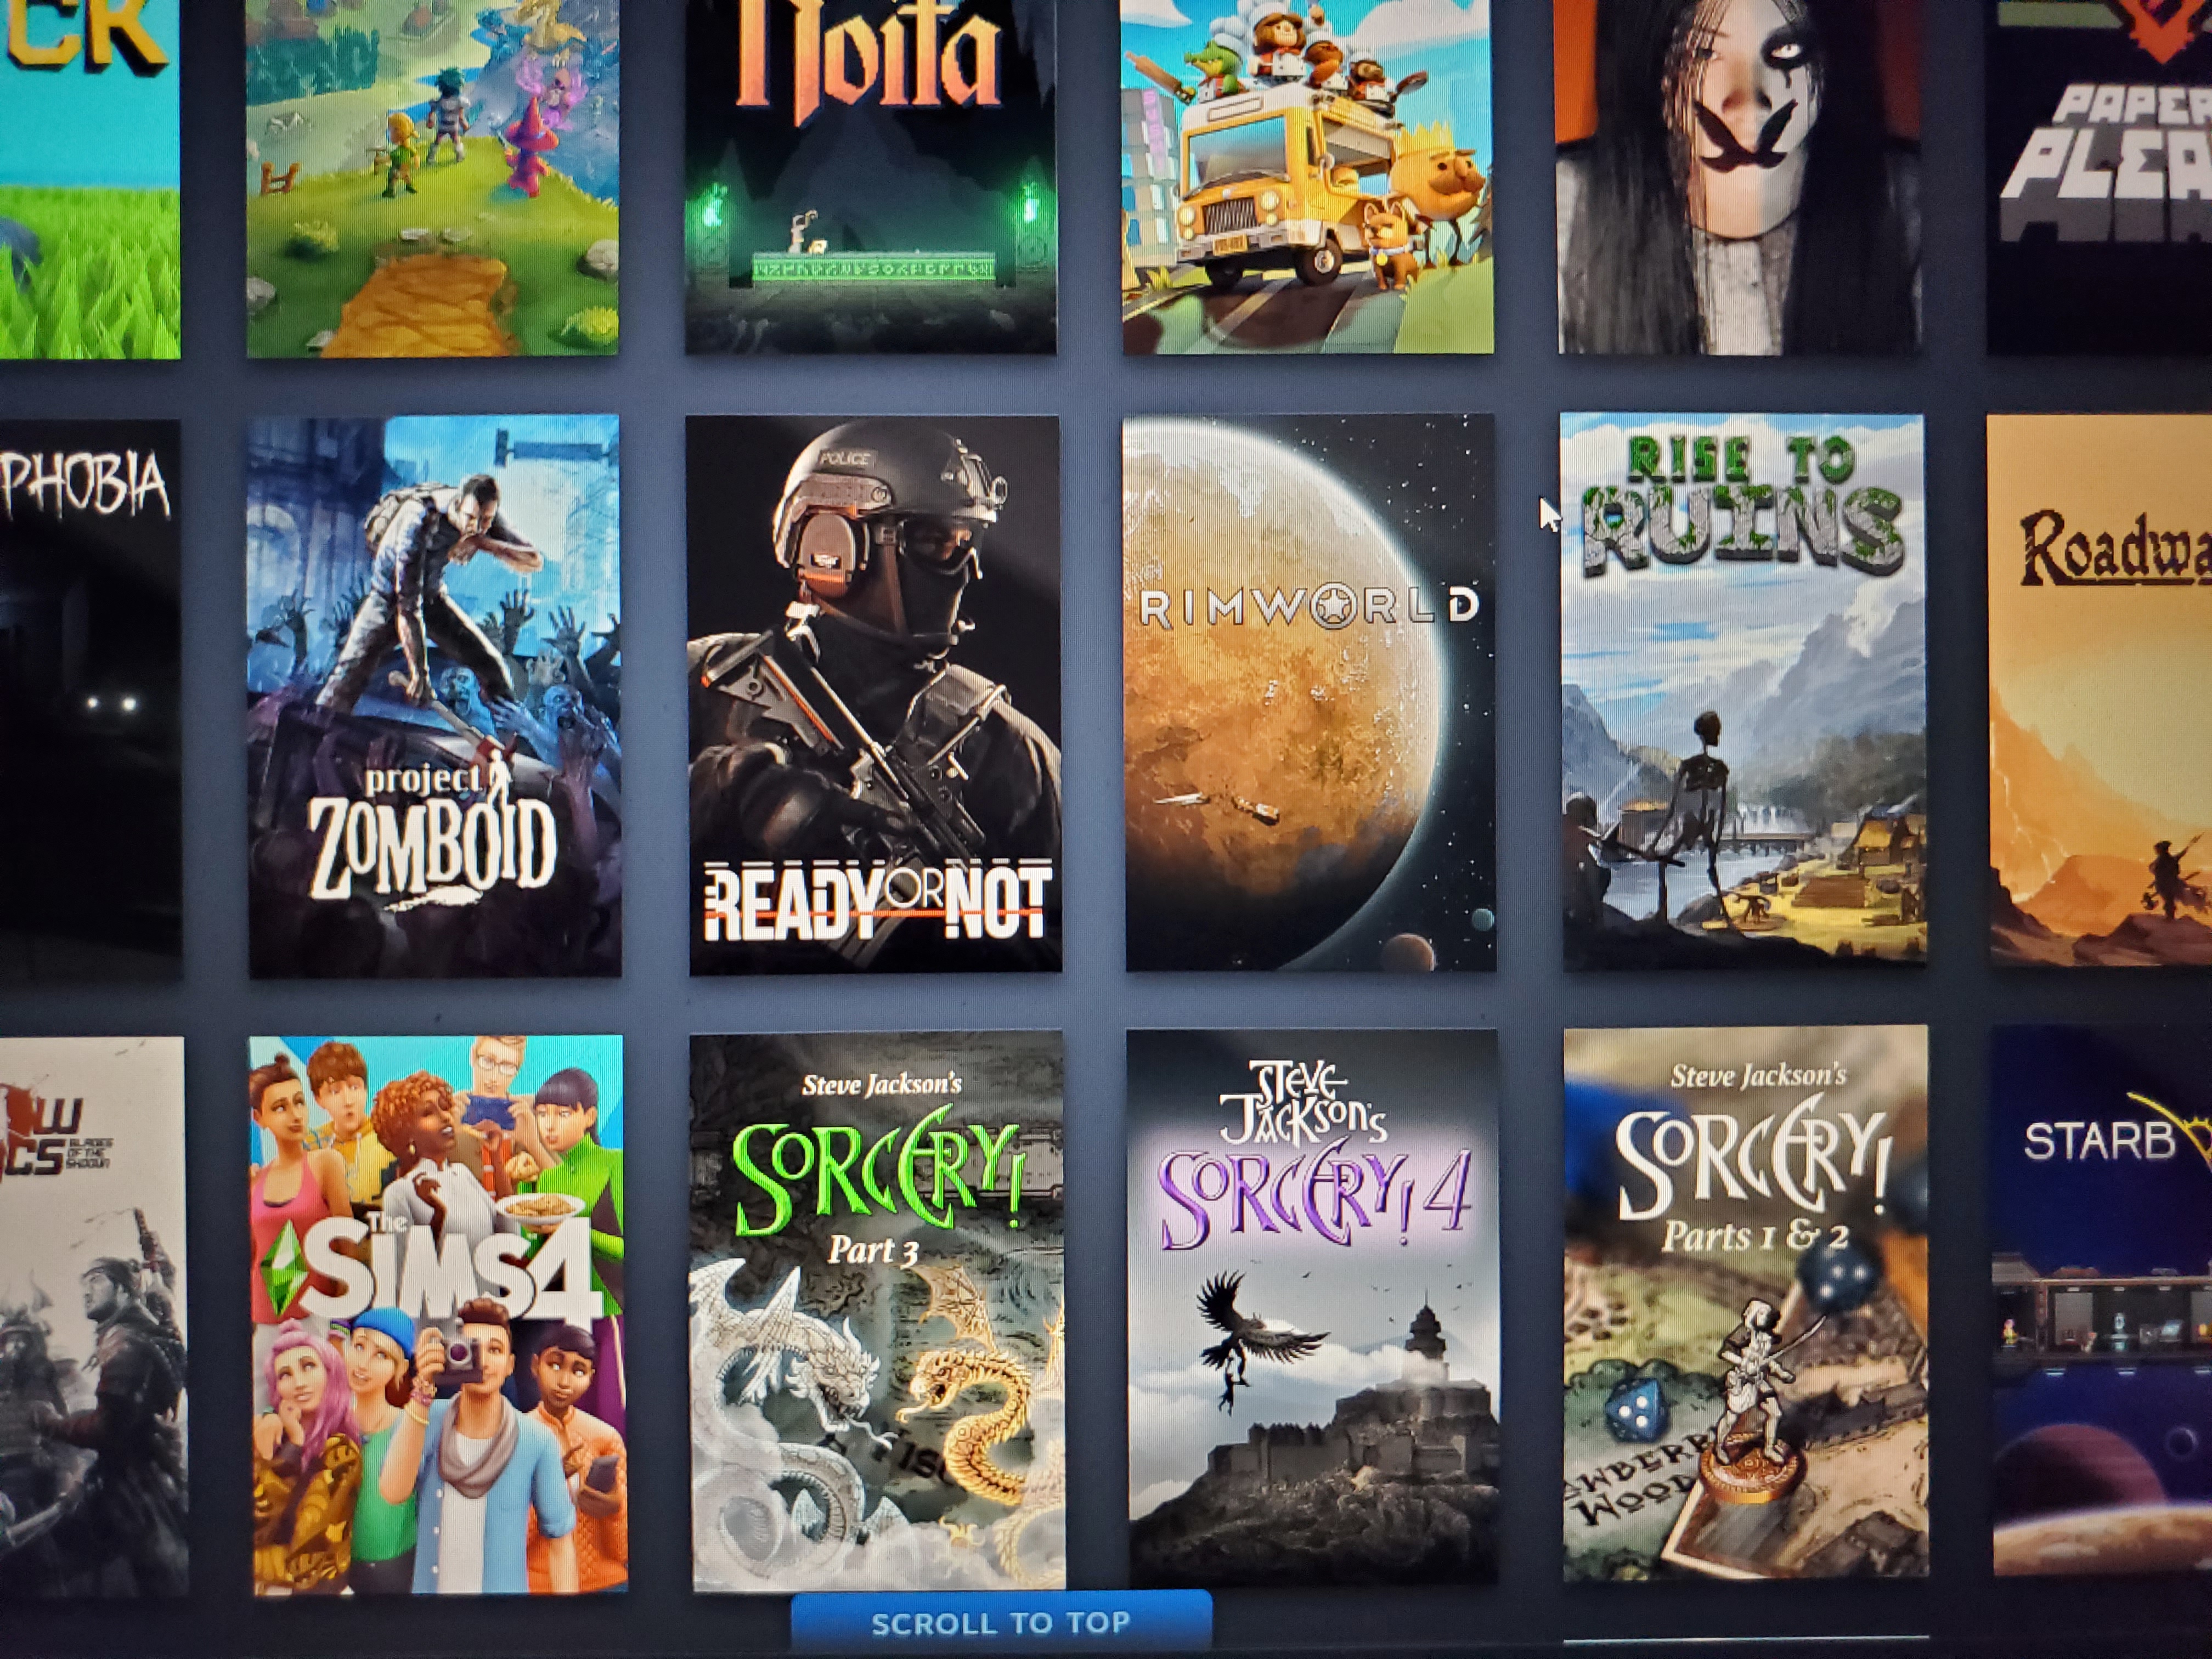 CK
Noita
PAPER
PLEA
PHOBIA
project
ZOMBOID
POLICE
READY OR NOT
RIMWORLD
RISE TO
RUINS
Roadwa
W
CS
BLADES
OF THE
SHOGUN
The
SIMS 4
Steve Jackson's
SORCERY!
Part 3
STEVE
JACKSON'S
SORCERY! 4
Steve Jackson's
SORCERY!
Parts 1 & 2
WOOD
STARB
SCROLL TO TOP